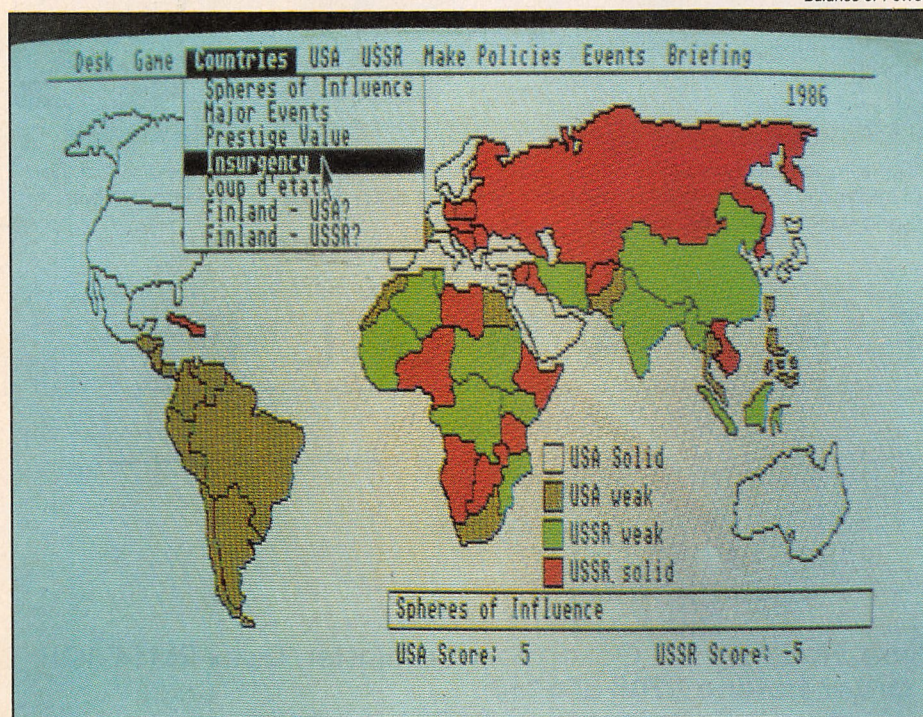 Desk Game Countries USA USSR Make Policies Events Briefing
Spheres of Influence
Major Events
Prestige Value
Insurgency
Coup d'etat
Finland - USA?
Finland - USSR?
1986
USA Solid
USA weak
USSR weak
USSR solid
Spheres of Influence
USA Score: 5 USSR Score: -5